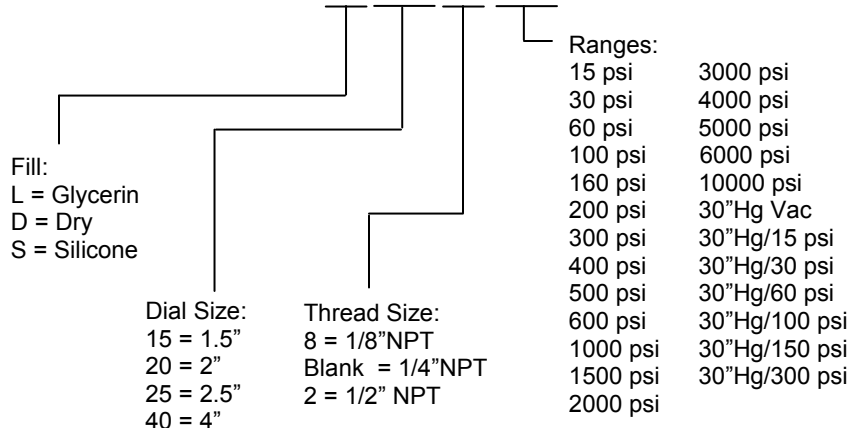 Fill:
L = Glycerin
D = Dry
S = Silicone
Dial Size:
15 = 1.5”
20 = 2”
25 = 2.5”
40 = 4”
Thread Size:
8 = 1/8”NPT
Blank = 1/4”NPT
2 = 1/2” NPT
Ranges:
15 psi
30 psi
60 psi
100 psi
160 psi
200 psi
300 psi
400 psi
500 psi
600 psi
1000 psi
1500 psi
2000 psi
3000 psi
4000 psi
5000 psi
6000 psi
10000 psi
30”Hg Vac
30”Hg/15 psi
30”Hg/30 psi
30”Hg/60 psi
30”Hg/100 psi
30”Hg/150 psi
30”Hg/300 psi